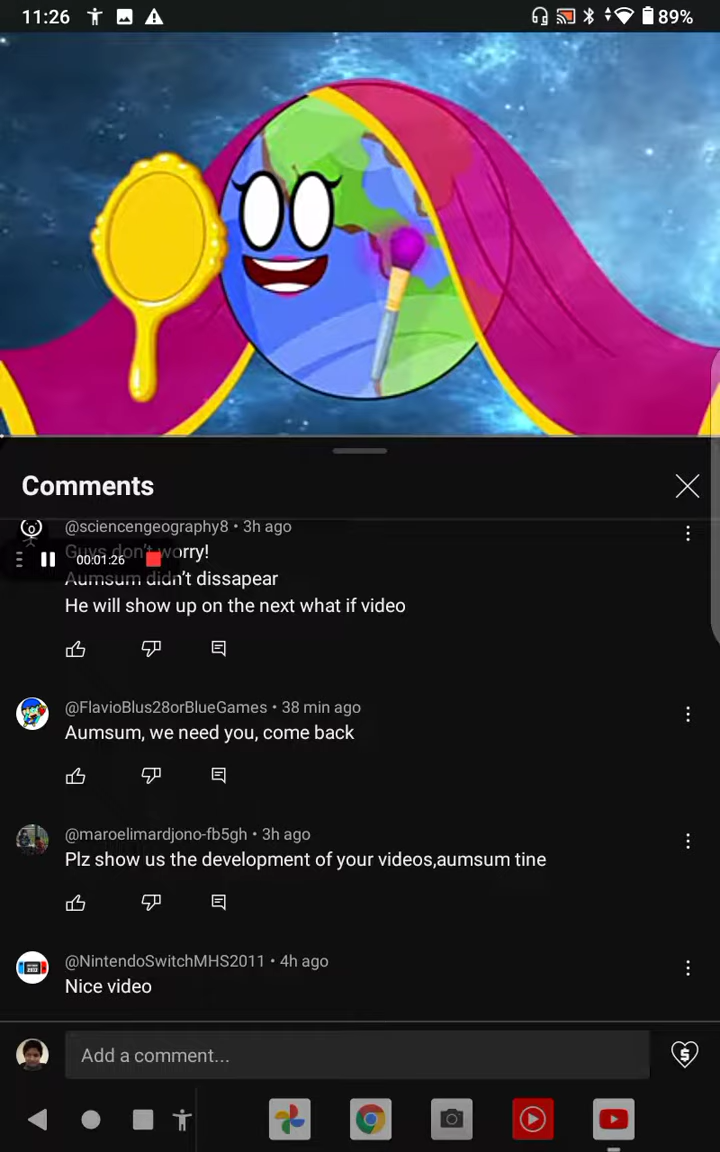 11:26
89%
Comments
@sciencengeography8 • 3h ago
Guys don't worry!
00:01:26
Aumsum didn't dissapear
He will show up on the next what if video
@FlavioBlus28orBlueGames • 38 min ago
Aumsum, we need you, come back
@maroelimardjono-fb5gh • 3h ago
Plz show us the development of your videos,aumsum tine
@NintendoSwitchMHS2011 • 4h ago
Nice video
Add a comment...